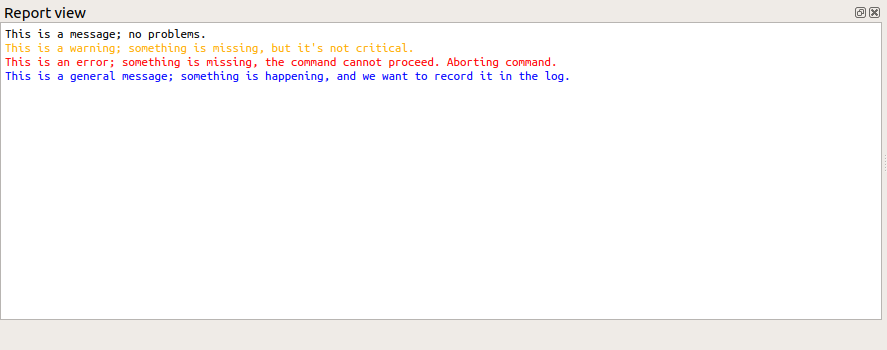 Report view
This is a message; no problems.
This is a warning; something is missing, but it's not critical.
This is an error; something is missing, the command cannot proceed. Aborting command.
This is a general message; something is happening, and we want to record it in the log.